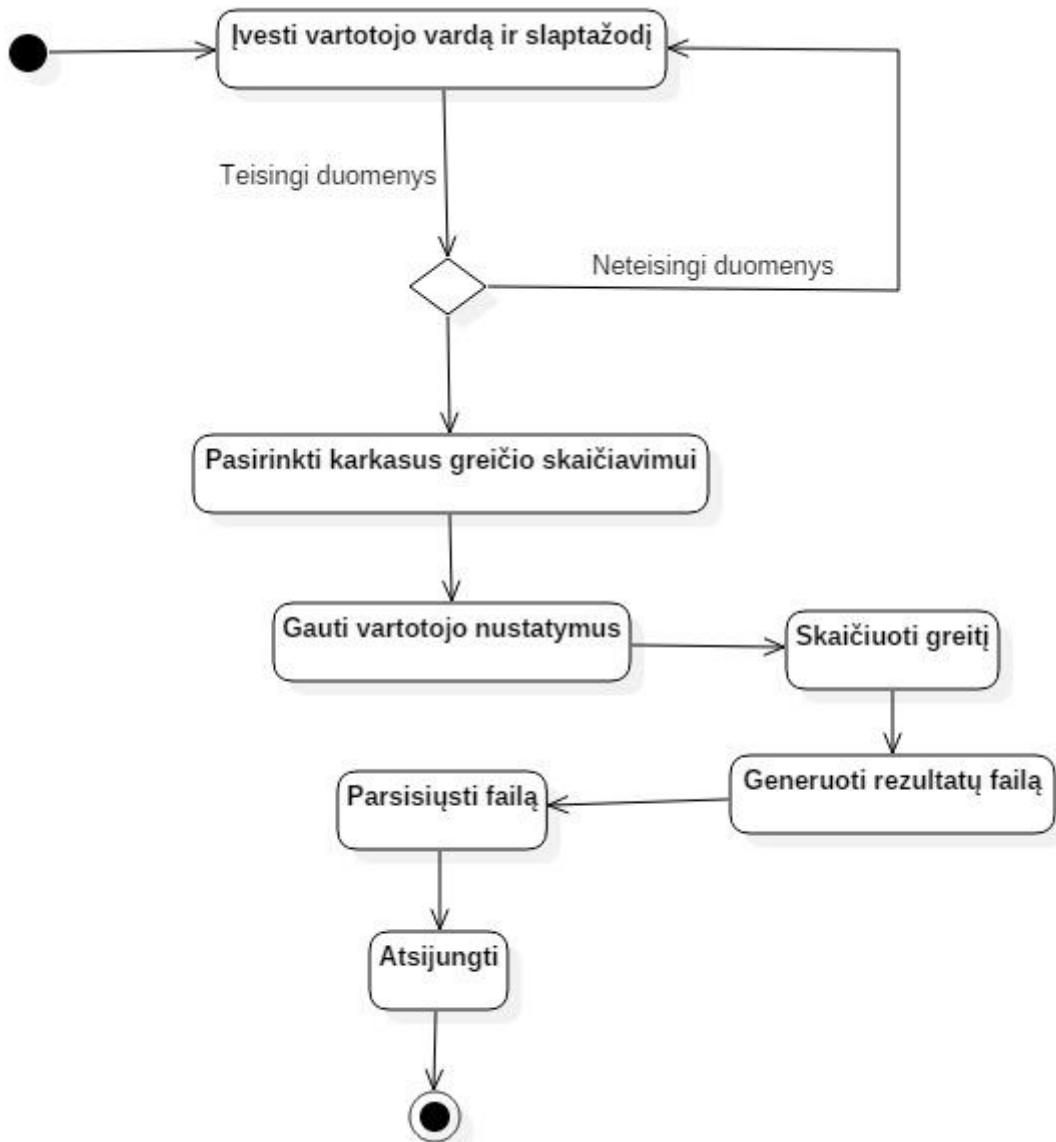 Įvesti vartotojo vardą ir slaptažodį
Teisingi duomenys
Neteisingi duomenys
Pasirinkti karkasus greičio skaičiavimui
Gauti vartotojo nustatymus
Skaičiuoti greitį
Generuoti rezultatų failą
Parsisiųsti failą
Atsijungti